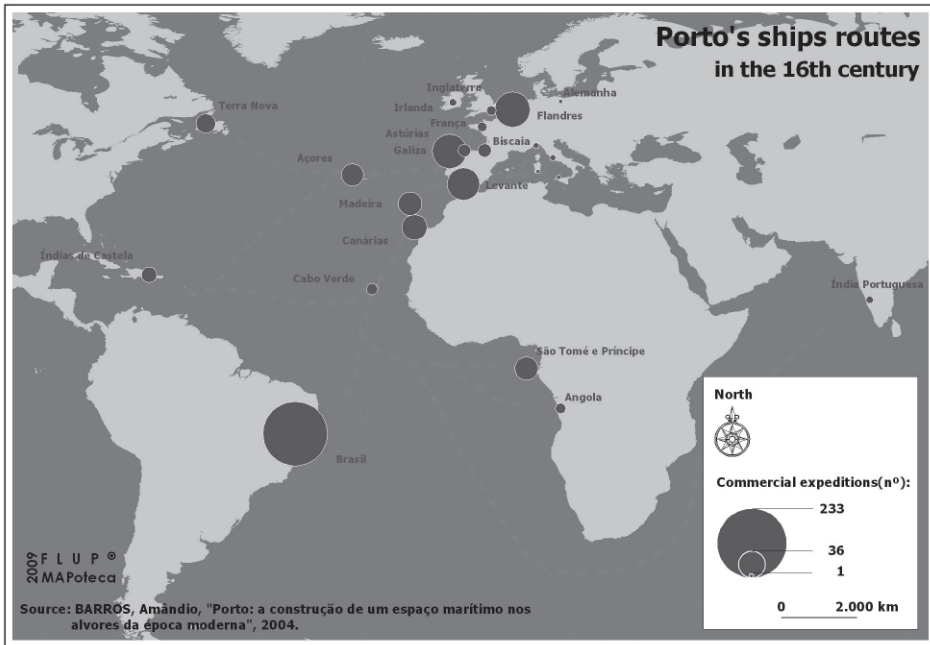 Porto's ships routes
in the 16th century
Inglaterra
Alemanha
Terra Nova
Irlanda
Flandres
França
Astúrias
Biscaia
Galiza
Açores
Levante
Madeira
Canárias
Índias de Castela
Cabo Verde
Índia Portuguesa
São Tomé e Príncipe
Angola
Brasil
North
Commercial expeditions(nº):
233
36
1
0 2.000 km
2009
FLUP ®
MAPoteca
Source: BARROS, Amândio, "Porto: a construção de um espaço marítimo nos
alvores da época moderna", 2004.